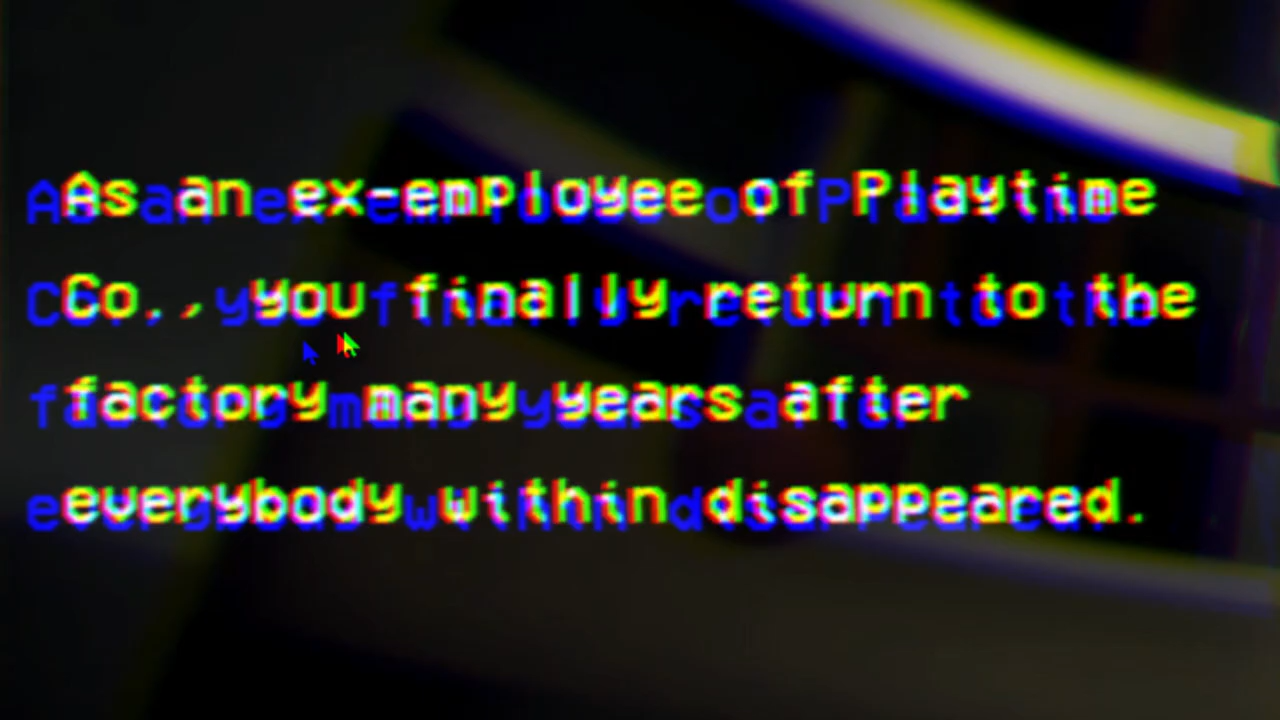 As an ex-employee of Playtime
Co., you finally return to the
factory many years after
everybody within disappeared.